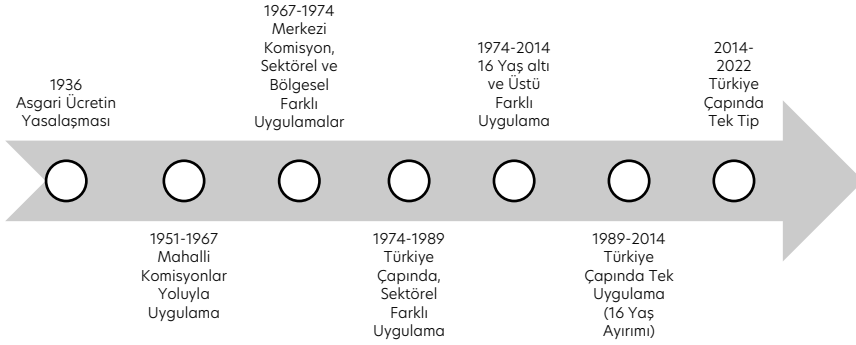 1936
Asgari Ücretin
Yasalaşması
1951-1967
Mahalli
Komisyonlar
Yoluyla
Uygulama
1967-1974
Merkezi
Komisyon,
Sektörel ve
Bölgesel
Farklı
Uygulamalar
1974-1989
Türkiye
Çapında,
Sektörel
Farklı
Uygulama
1974-2014
16 Yaş altı
ve Üstü
Farklı
Uygulama
1989-2014
Türkiye
Çapında Tek
Uygulama
(16 Yaş
Ayırımı)
2014-
2022
Türkiye
Çapında
Tek Tip